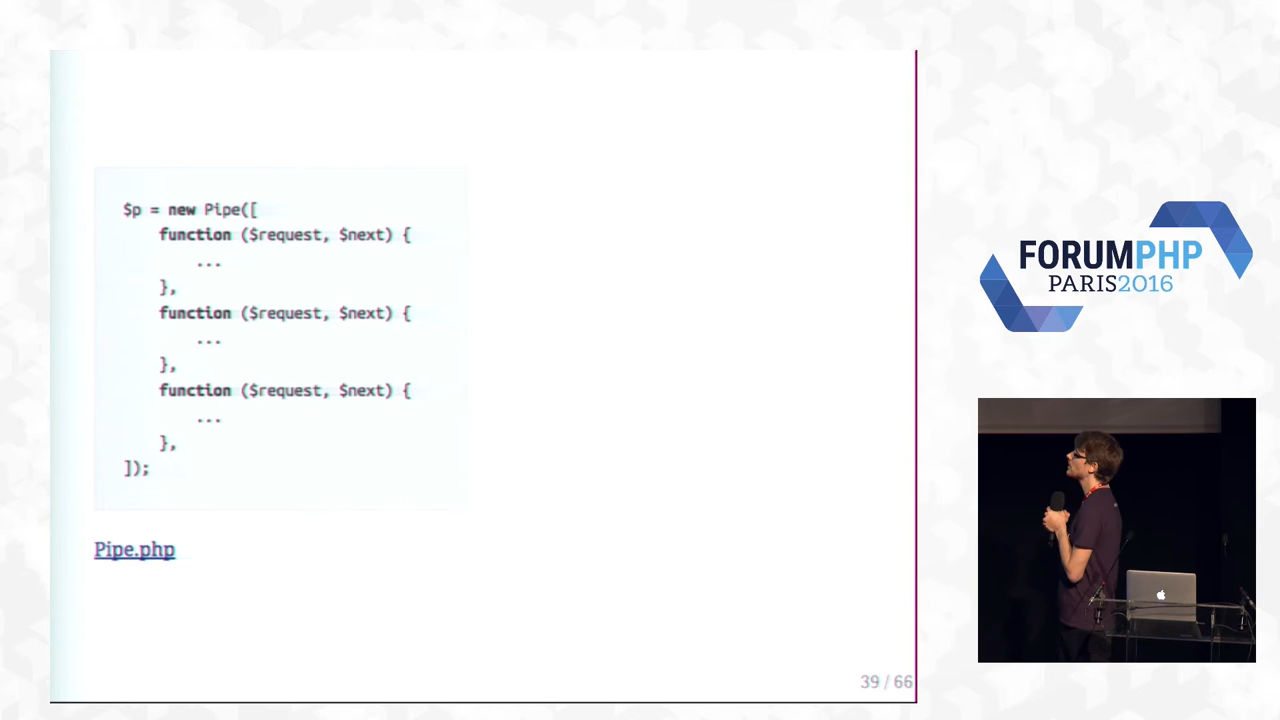 $p = new Pipe([
    function ($request, $next) {
        ...
    },
    function ($request, $next) {
        ...
    },
    function ($request, $next) {
        ...
    },
]);
Pipe.php
39 / 66
FORUMPHP
PARIS2016